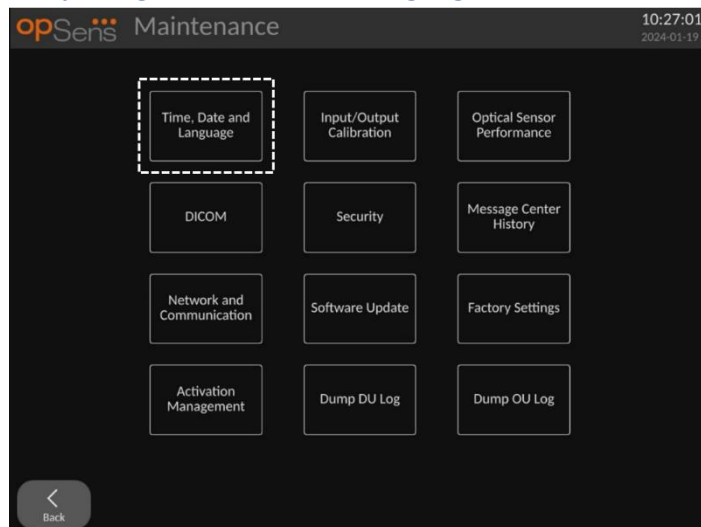 opSens Maintenance
10:27:01
2024-01-19
Time, Date and
Language
Input/Output
Calibration
Optical Sensor
Performance
DICOM
Security
Message Center
History
Network and
Communication
Software Update
Factory Settings
Activation
Management
Dump DU Log
Dump OU Log
Back